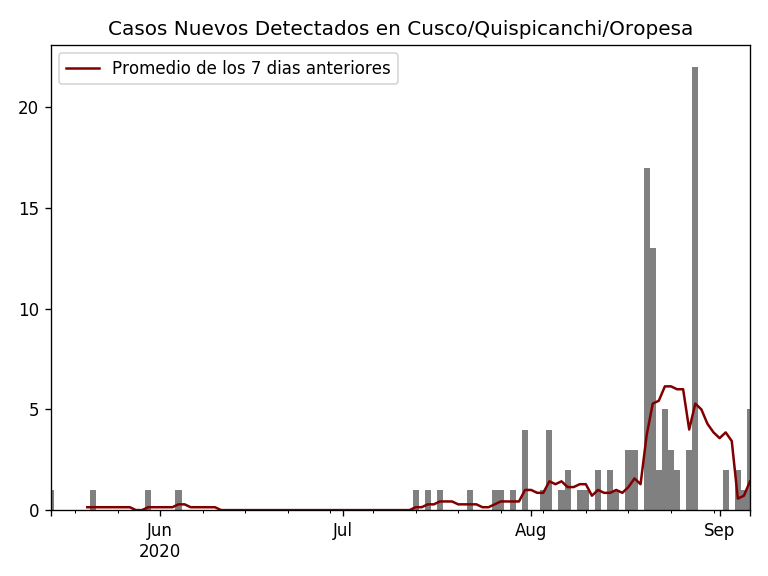 Casos Nuevos Detectados en Cusco/Quispicanchi/Oropesa
Promedio de los 7 dias anteriores
20
15
10
5
0
Jun
2020
Jul
Aug
Sep